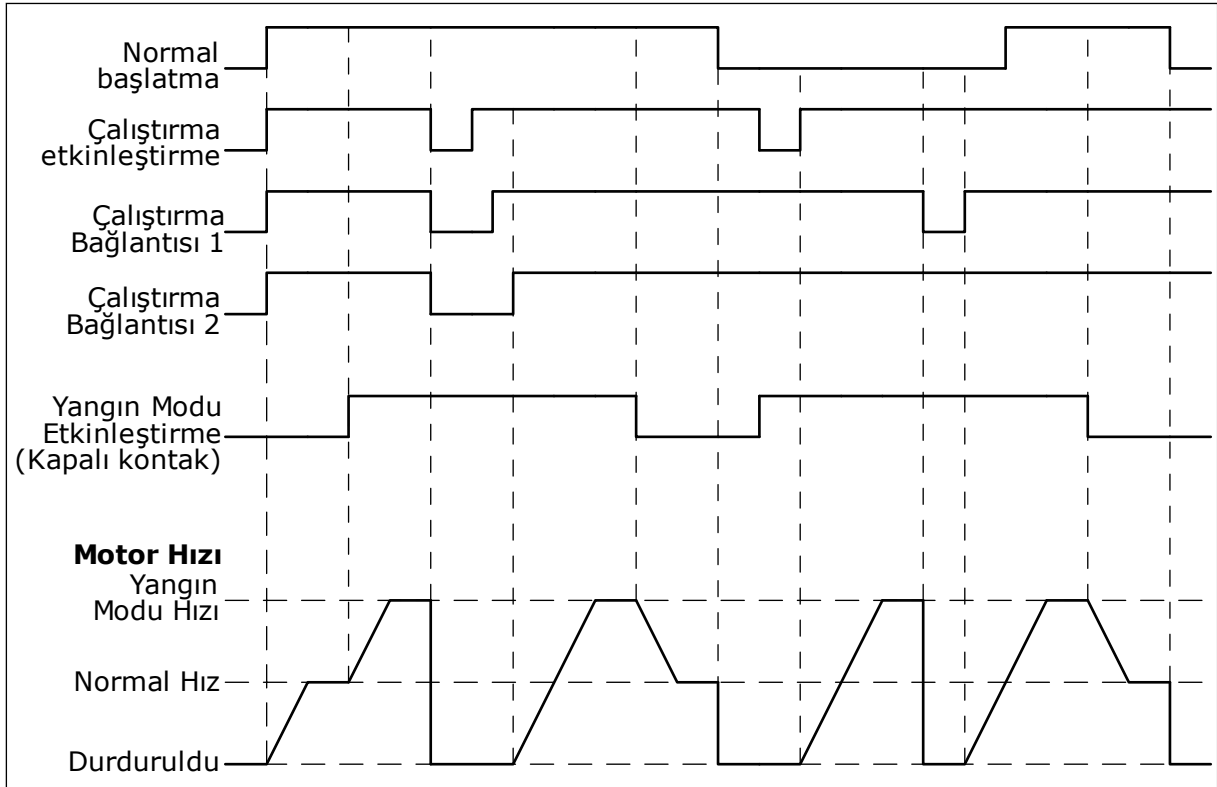 Normal
başlatma
Çalıştırma
etkinleştirme
Çalıştırma
Bağlantısı 1
Çalıştırma
Bağlantısı 2
Yangın Modu
Etkinleştirme
(Kapalı kontak)
Motor Hızı
Yangın
Modu Hızı
Normal Hız
Durduruldu